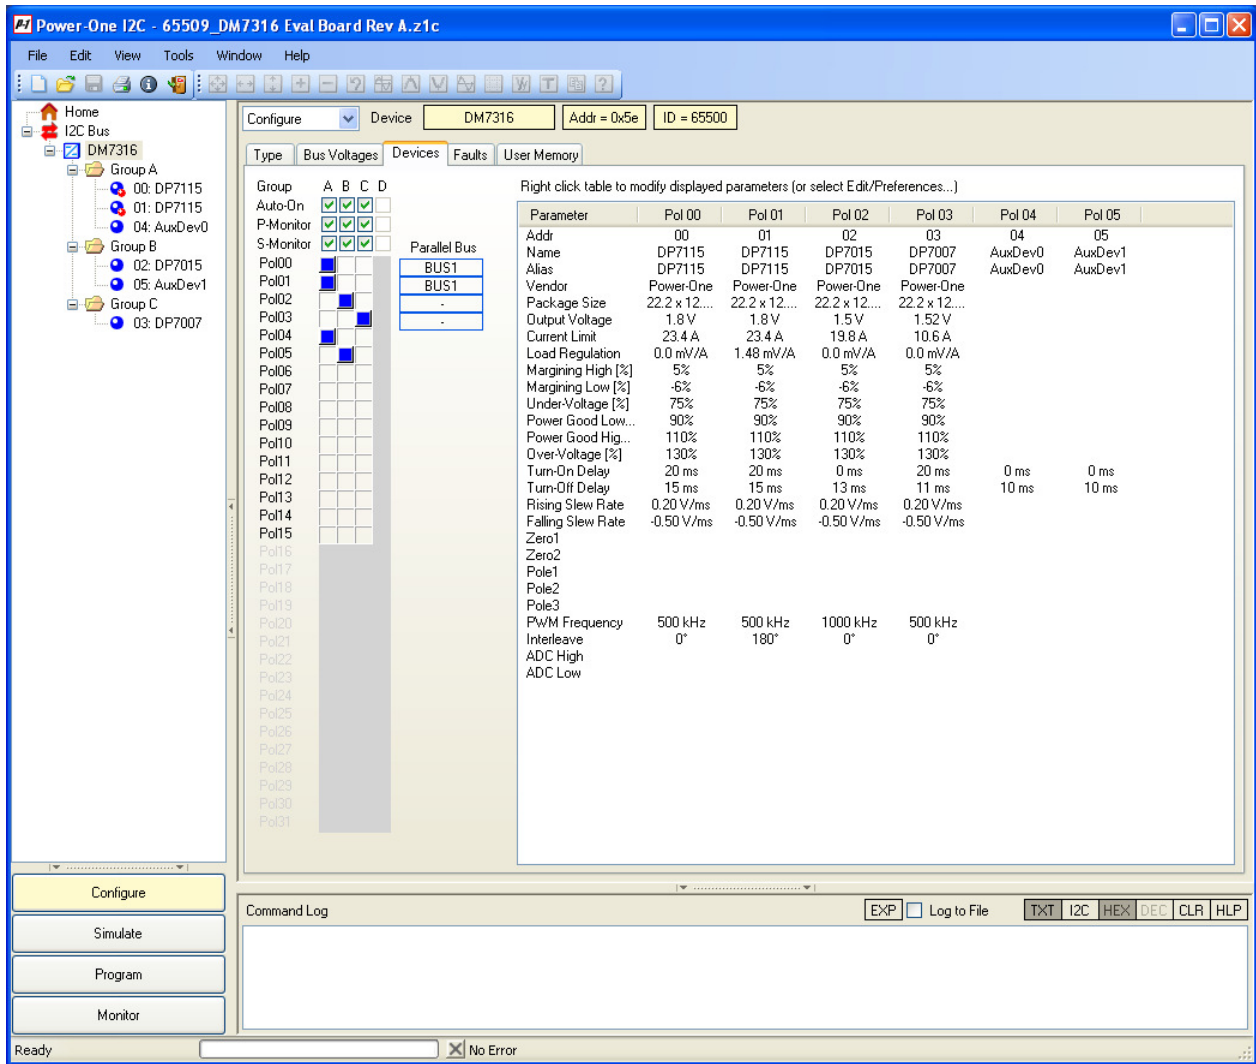 Power-One I2C - 65509_DM7316 Eval Board Rev A.z1c
File Edit View Tools Window Help
Home
I2C Bus
DM7316
Group A
00: DP7115
01: DP7115
04: AuxDev0
Group B
02: DP7015
05: AuxDev1
Group C
03: DP7007
Configure
Simulate
Program
Monitor
Configure Device DM7316 Addr = 0x5e ID = 65500
Type Bus Voltages Devices Faults User Memory
Group A B C D
Auto-On
P-Monitor
S-Monitor Parallel Bus
Pol00 BUS1
Pol01 BUS1
Pol02 -
Pol03 -
Pol04
Pol05
Pol06
Pol07
Pol08
Pol09
Pol10
Pol11
Pol12
Pol13
Pol14
Pol15
Pol16
Pol17
Pol18
Pol19
Pol20
Pol21
Pol22
Pol23
Pol24
Pol25
Pol26
Pol27
Pol28
Pol29
Pol30
Pol31
Right click table to modify displayed parameters (or select Edit/Preferences...)
Parameter Pol 00 Pol 01 Pol 02 Pol 03 Pol 04 Pol 05
Addr 00 01 02 03 04 05
Name DP7115 DP7115 DP7015 DP7007 AuxDev0 AuxDev1
Alias DP7115 DP7115 DP7015 DP7007 AuxDev0 AuxDev1
Vendor Power-One Power-One Power-One Power-One
Package Size 22.2 x 12.... 22.2 x 12.... 22.2 x 12.... 22.2 x 12....
Output Voltage 1.8 V 1.8 V 1.5 V 1.52 V
Current Limit 23.4 A 23.4 A 19.8 A 10.6 A
Load Regulation 0.0 mV/A 1.48 mV/A 0.0 mV/A 0.0 mV/A
Margining High [%] 5% 5% 5% 5%
Margining Low [%] -6% -6% -6% -6%
Under-Voltage [%] 75% 75% 75% 75%
Power Good Low... 90% 90% 90% 90%
Power Good Hig... 110% 110% 110% 110%
Over-Voltage [%] 130% 130% 130% 130%
Turn-On Delay 20 ms 20 ms 0 ms 20 ms 0 ms 0 ms
Turn-Off Delay 15 ms 15 ms 13 ms 11 ms 10 ms 10 ms
Rising Slew Rate 0.20 V/ms 0.20 V/ms 0.20 V/ms 0.20 V/ms
Falling Slew Rate -0.50 V/ms -0.50 V/ms -0.50 V/ms -0.50 V/ms
Zero1
Zero2
Pole1
Pole2
Pole3
PWM Frequency 500 kHz 500 kHz 1000 kHz 500 kHz
Interleave 0° 180° 0° 0°
ADC High
ADC Low
Command Log EXP Log to File TXT I2C HEX DEC CLR HLP
Ready No Error